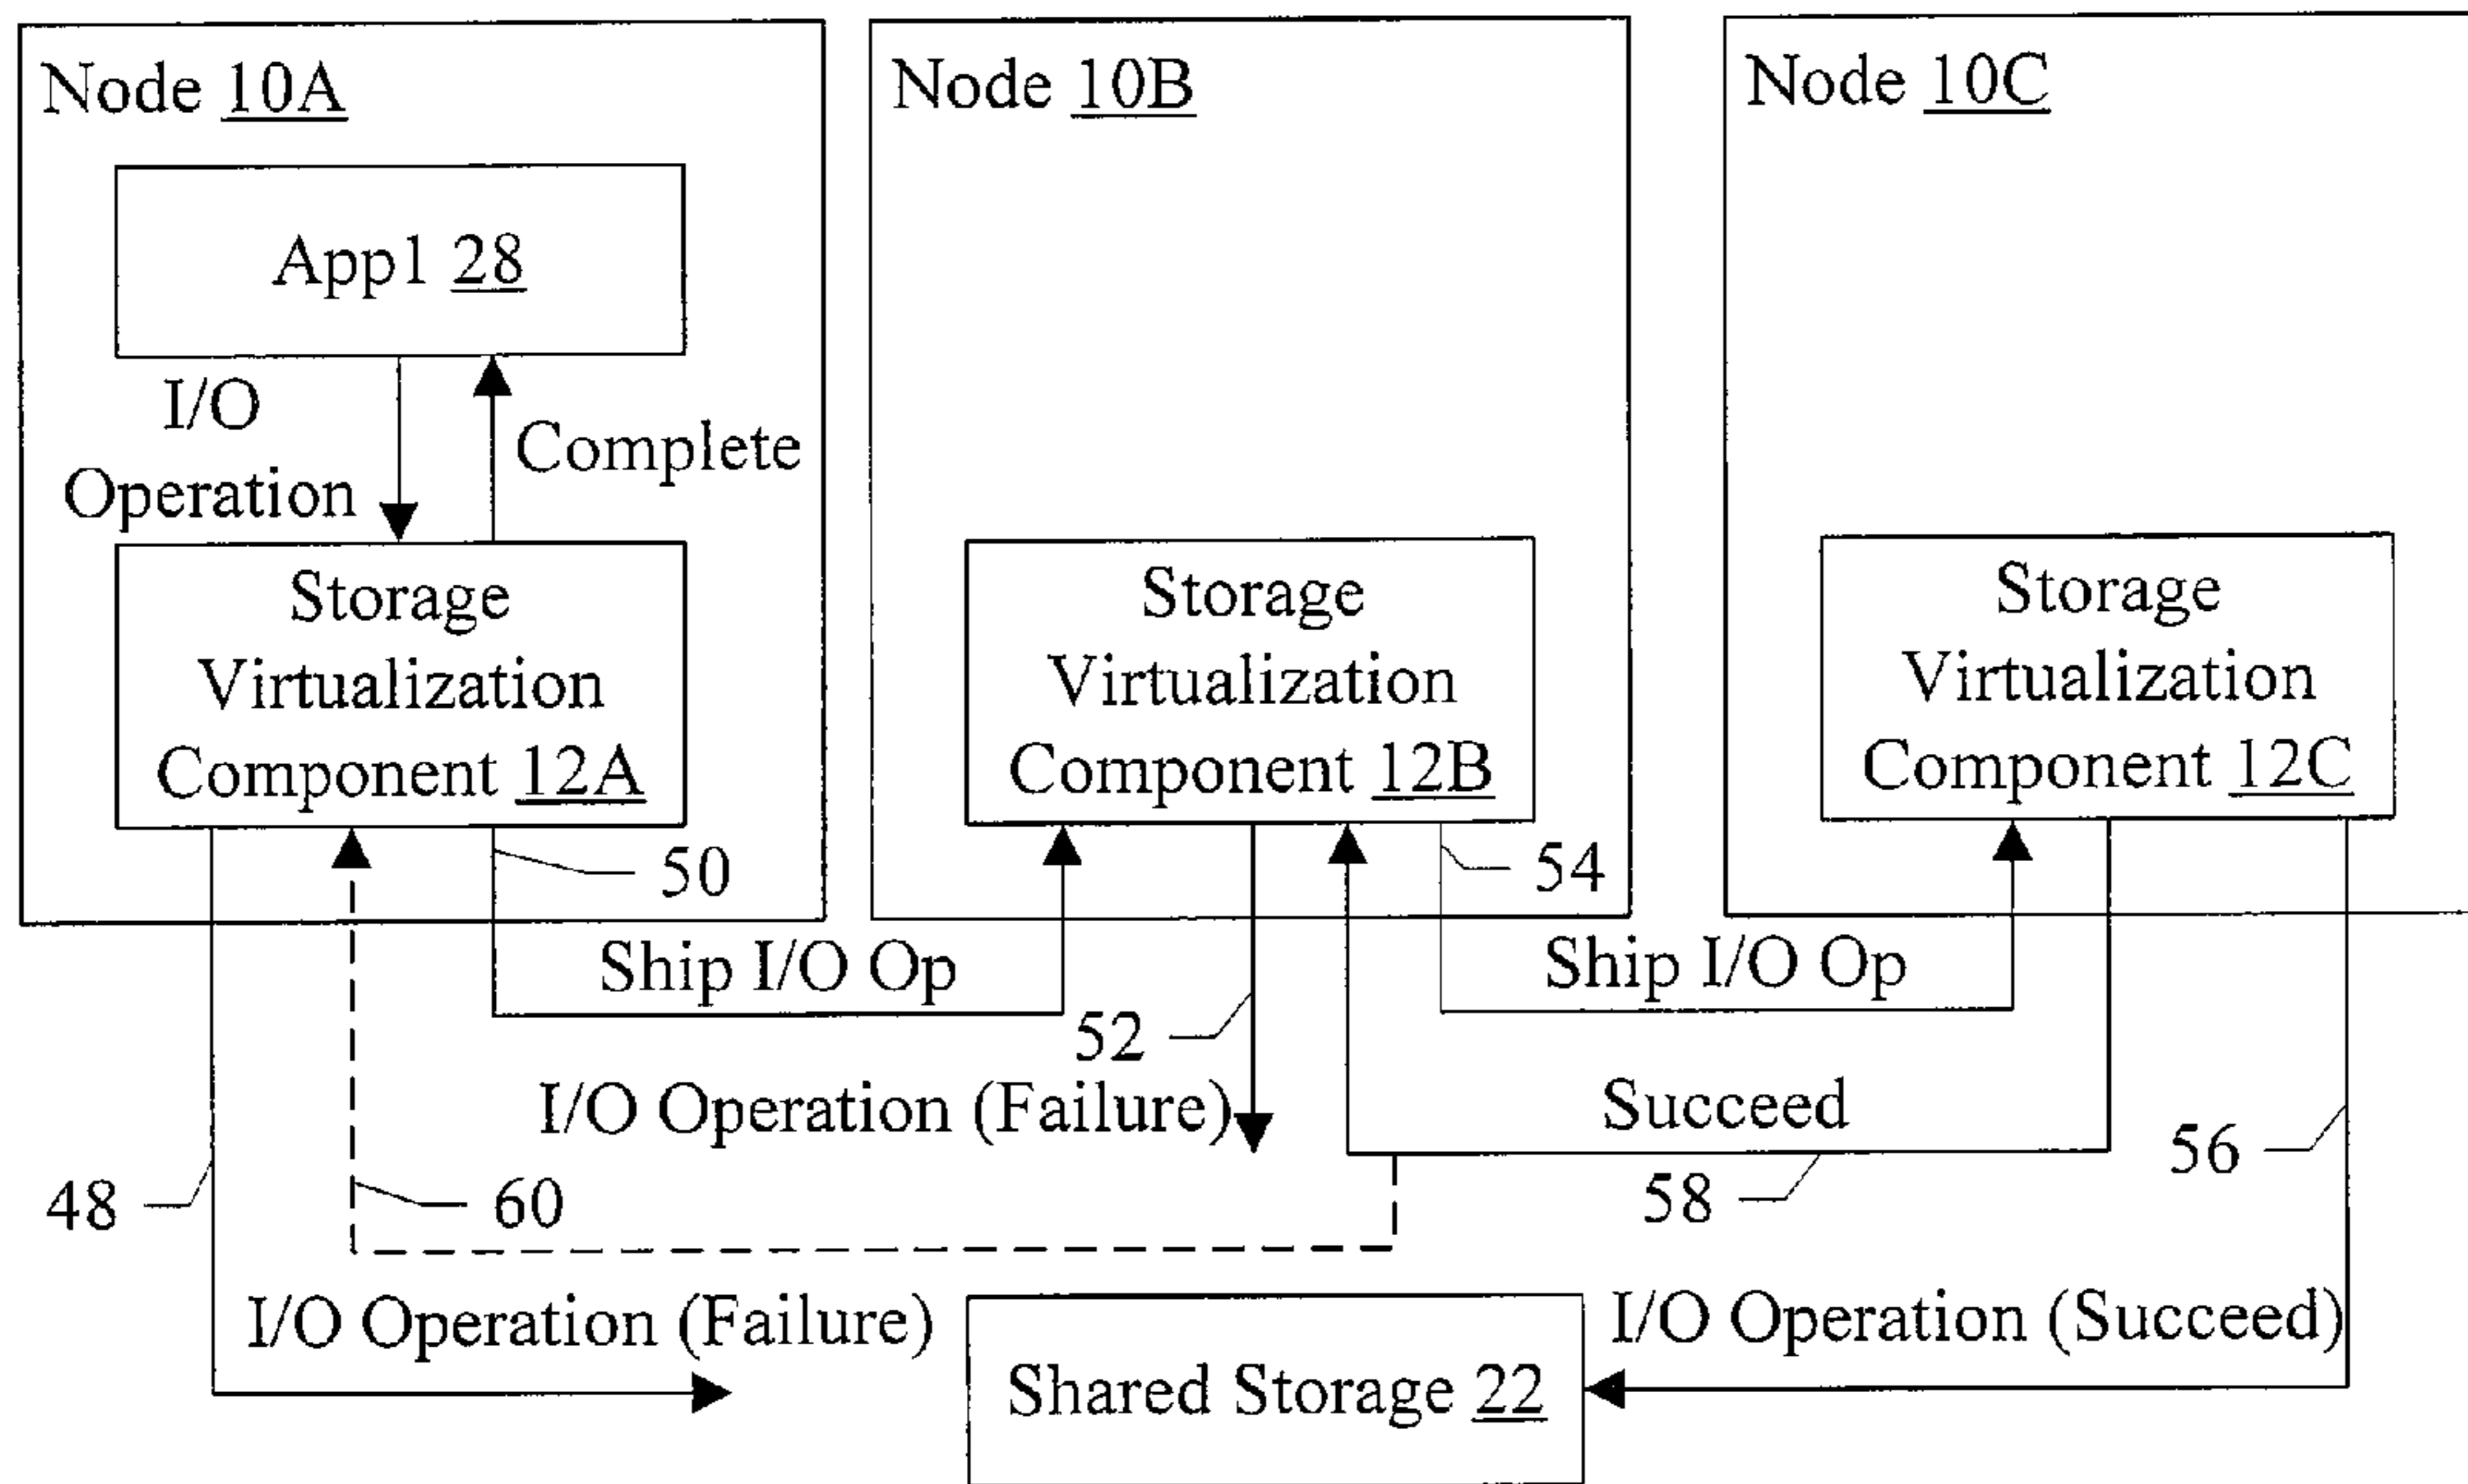 Node 10A
App1 28
I/O
Operation
Complete
Storage
Virtualization
Component 12A
Node 10B
Storage
Virtualization
Component 12B
Node 10C
Storage
Virtualization
Component 12C
50
54
Ship I/O Op
Ship I/O Op
52
I/O Operation (Failure)
Succeed
56
48
60
58
I/O Operation (Failure)
I/O Operation (Succeed)
Shared Storage 22